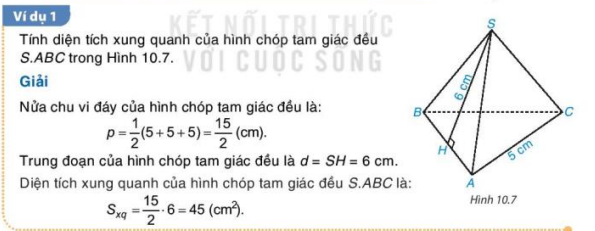 Ví dụ 1
KẾT NỐI TRI THỨC
VỚI CUỘC SỐNG
Tính diện tích xung quanh của hình chóp tam giác đều
S.ABC trong Hình 10.7.
Giải
Nửa chu vi đáy của hình chóp tam giác đều là:
p = 1/2 (5 + 5 + 5) = 15/2 (cm).
Trung đoạn của hình chóp tam giác đều là d = SH = 6 cm.
Diện tích xung quanh của hình chóp tam giác đều S.ABC là:
Sxq = 15/2 · 6 = 45 (cm²).
S
6 cm
B
C
H
5 cm
A
Hình 10.7